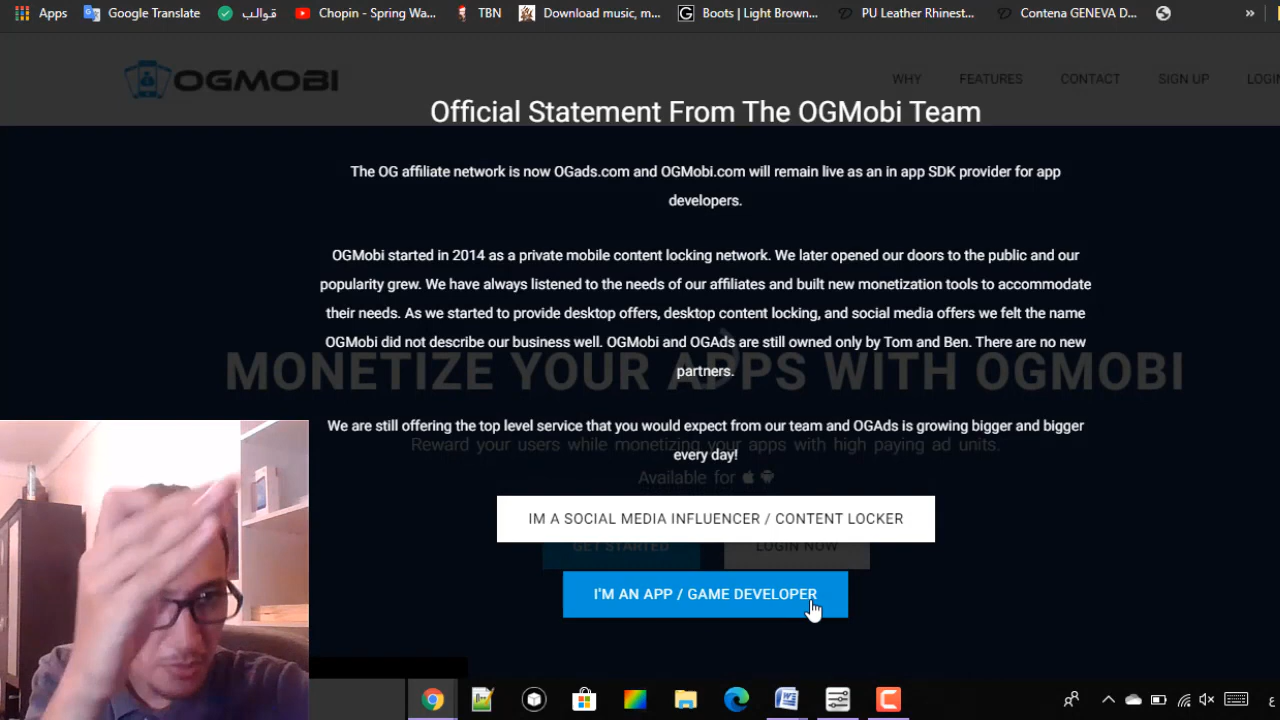 Apps Google Translate قوالب Chopin - Spring Wa... TBN Download music, m... Boots | Light Brown... PU Leather Rhinest... Contena GENEVA D... »
OGMOBI WHY FEATURES CONTACT SIGN UP LOGIN
Official Statement From The OGMobi Team
The OG affiliate network is now OGads.com and OGMobi.com will remain live as an in app SDK provider for app
developers.
OGMobi started in 2014 as a private mobile content locking network. We later opened our doors to the public and our
popularity grew. We have always listened to the needs of our affiliates and built new monetization tools to accommodate
their needs. As we started to provide desktop offers, desktop content locking, and social media offers we felt the name
OGMobi did not describe our business well. OGMobi and OGAds are still owned only by Tom and Ben. There are no new
partners.
MONETIZE YOUR APPS WITH OGMOBI
We are still offering the top level service that you would expect from our team and OGAds is growing bigger and bigger
every day!
Reward your users while monetizing your apps with high paying ad units.
Available for
IM A SOCIAL MEDIA INFLUENCER / CONTENT LOCKER
GET STARTED LOGIN NOW
I'M AN APP / GAME DEVELOPER